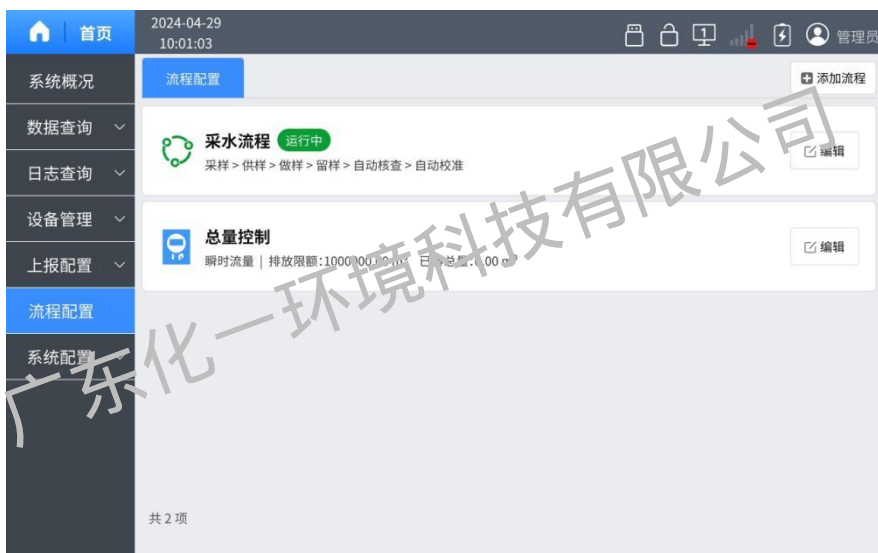 首页
2024-04-29
10:01:03
1
管理员
系统概况
数据查询
日志查询
设备管理
上报配置
流程配置
系统配置
流程配置
添加流程
采水流程 运行中
采样 > 供样 > 做样 > 留样 > 自动核查 > 自动校准
编辑
总量控制
瞬时流量 | 排放限额:1000000
编辑
共 2 项
广东化一环境科技有限公司